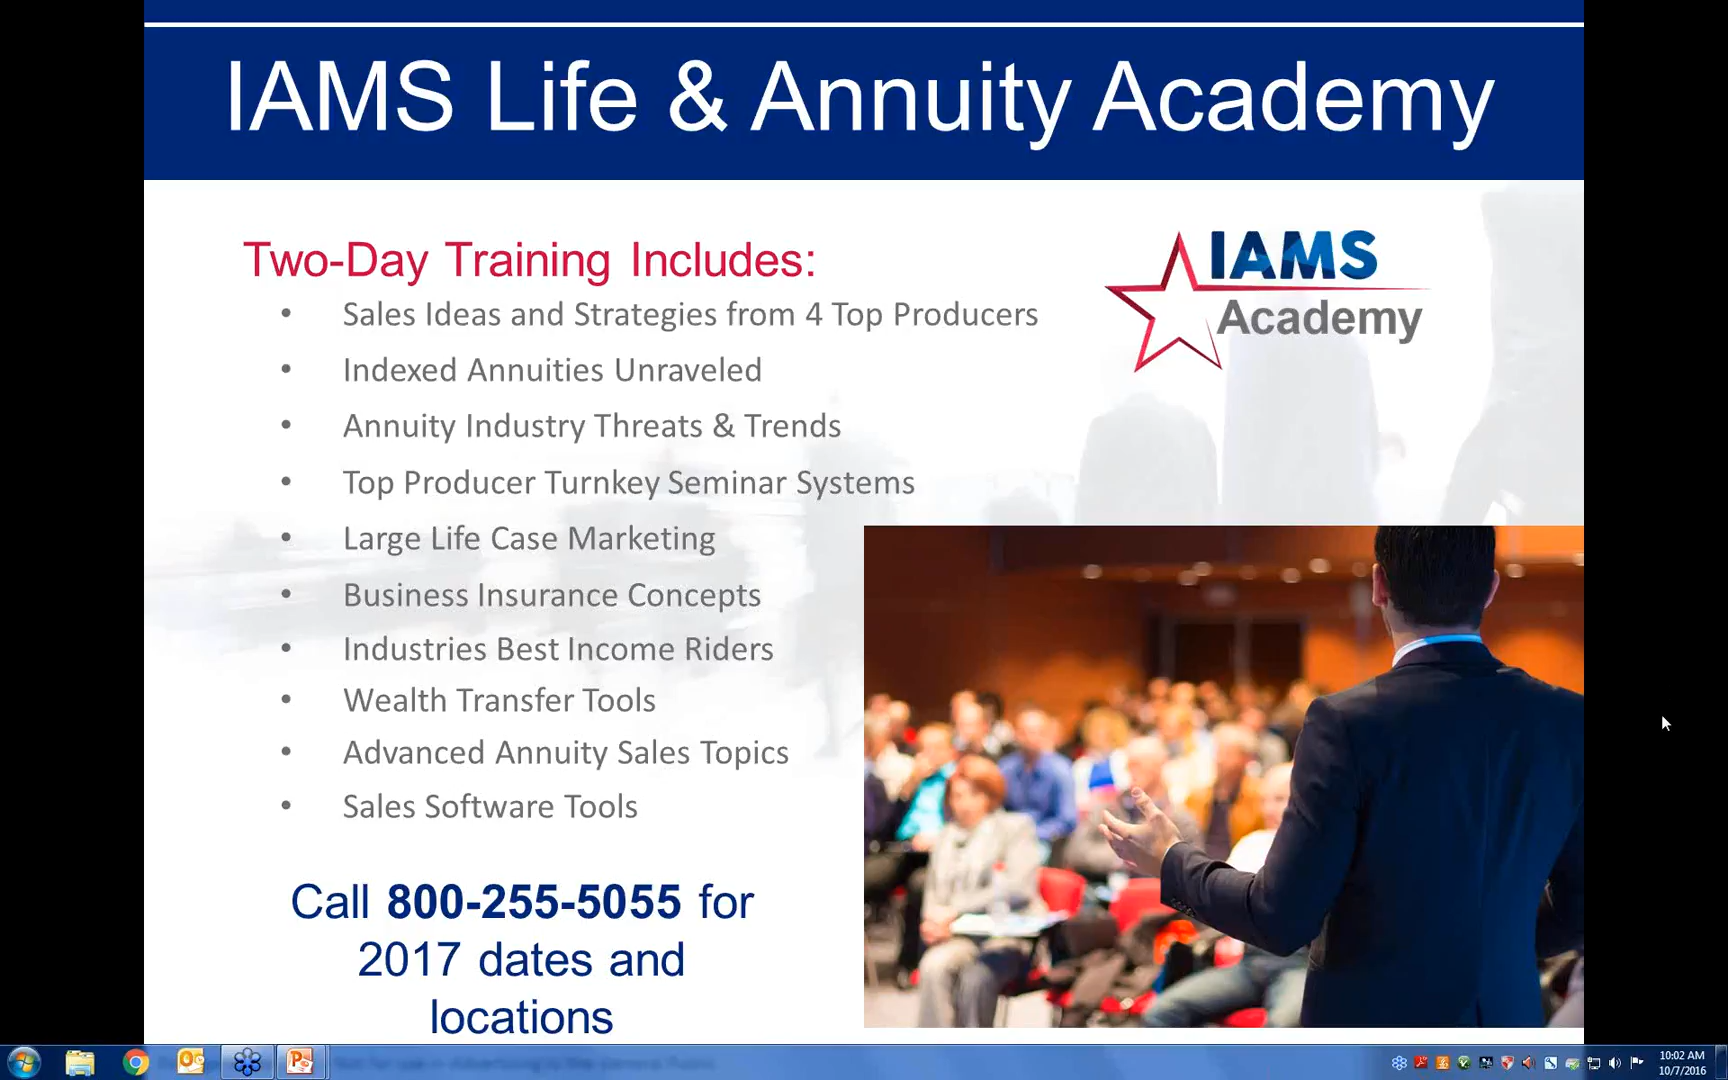 IAMS Life & Annuity Academy
Two-Day Training Includes:
• Sales Ideas and Strategies from 4 Top Producers
• Indexed Annuities Unraveled
• Annuity Industry Threats & Trends
• Top Producer Turnkey Seminar Systems
• Large Life Case Marketing
• Business Insurance Concepts
• Industries Best Income Riders
• Wealth Transfer Tools
• Advanced Annuity Sales Topics
• Sales Software Tools
IAMS
Academy
Call 800-255-5055 for
2017 dates and
locations
10:02 AM
10/7/2016